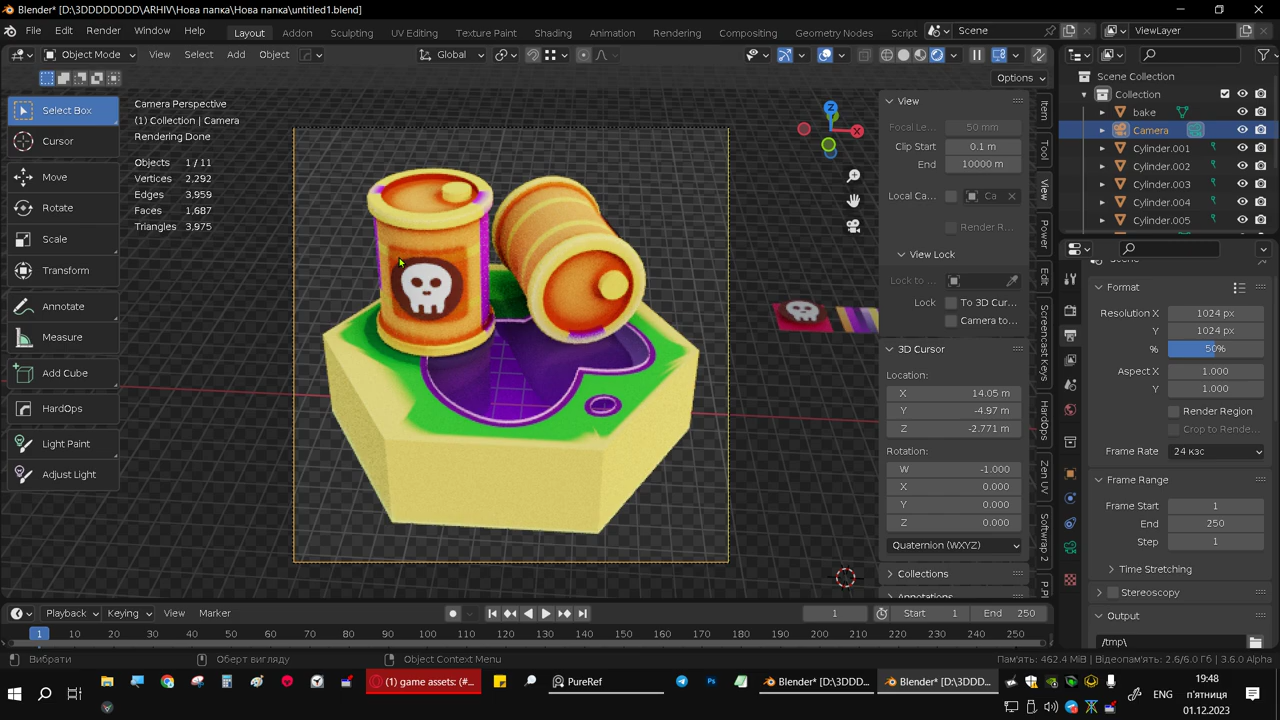 Blender* [D:\3DDDDDDDD\ARHIV\Нова папка\Нова папка\untitled1.blend]
File Edit Render Window Help Layout Addon Sculpting UV Editing Texture Paint Shading Animation Rendering Compositing Geometry Nodes Script Scene ViewLayer
Object Mode View Select Add Object Global
Options
Select Box
Cursor
Move
Rotate
Scale
Transform
Annotate
Measure
Add Cube
HardOps
Light Paint
Adjust Light
Camera Perspective
(1) Collection | Camera
Rendering Done
Objects 1 / 11
Vertices 2,292
Edges 3,959
Faces 1,687
Triangles 3,975
X
Z
View
Focal Le... 50 mm
Clip Start 0.1 m
End 10000 m
Local Ca... Ca
Render R...
View Lock
Lock to ...
Lock To 3D Cur...
Camera to...
3D Cursor
Location:
X 14.05 m
Y -4.97 m
Z -2.771 m
Rotation:
W -1.000
X 0.000
Y 0.000
Z 0.000
Quaternion (WXYZ)
Collections
Annotations
Item
Tool
View
Power
Edit
Screencast Keys
HardOps
Zen UV
Softwrap 2
Scene Collection
Collection
bake
Camera
Cylinder.001
Cylinder.002
Cylinder.003
Cylinder.004
Cylinder.005
Scene
Format
Resolution X 1024 px
Y 1024 px
% 50%
Aspect X 1.000
Y 1.000
Render Region
Crop to Rende...
Frame Rate 24 кзс
Frame Range
Frame Start 1
End 250
Step 1
Time Stretching
Stereoscopy
Output
/tmp\
Playback Keying View Marker 1 Start 1 End 250
1 10 20 30 40 50 60 70 80 90 100 110 120 130 140 150 160 170 180 190 200 210 220 230 240 250
Вибрати Оберт вигляду Object Context Menu Пам'ять: 462.4 MiB | Відеопам'ять: 2.6/6.0 Гб | 3.6.0 Alpha
(1) game assets: (#... PureRef Blender* [D:\3DDD... Blender* [D:\3DDD...
ENG
19:48
п'ятниця
01.12.2023